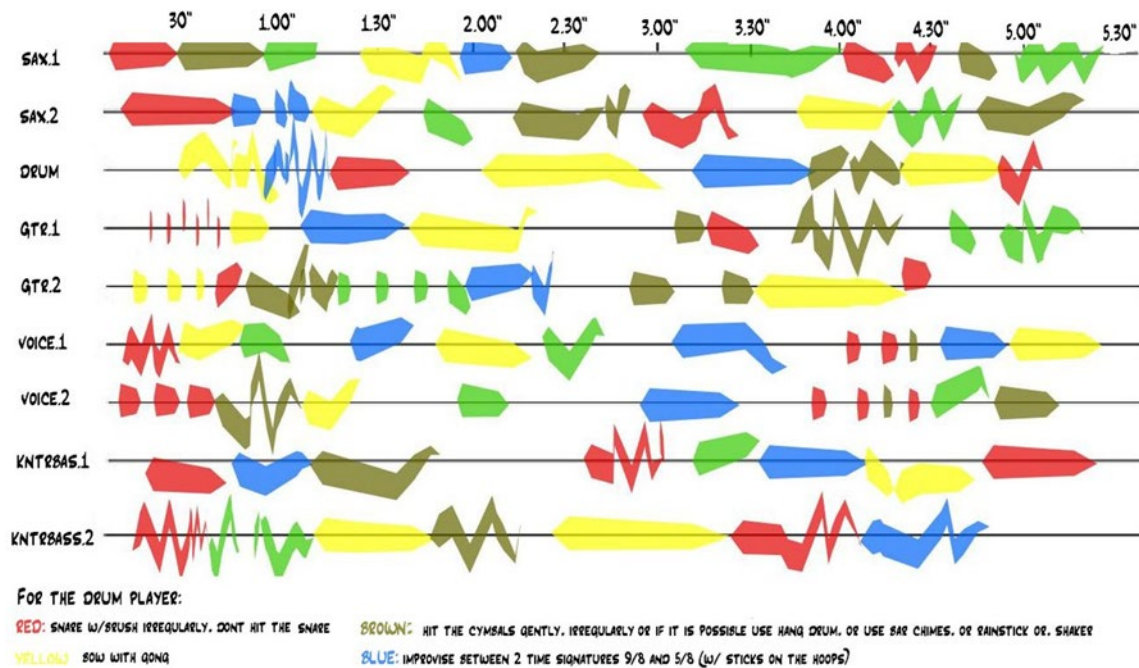 30" 1.00" 1.30" 2.00" 2.30" 3.00" 3.30" 4.00" 4.30" 5.00" 5.30"
SAX.1
SAX.2
DRUM
GTR.1
GTR.2
VOICE.1
VOICE.2
KNTRBAS.1
KNTRBASS.2
FOR THE DRUM PLAYER:
RED: SNARE W/BRUSH IRREGULARLY. DONT HIT THE SNARE
BROWN: HIT THE CYMBALS GENTLY, IRREGULARLY OR IF IT IS POSSIBLE USE HANG DRUM, OR USE BAR CHIMES, OR RAINSTICK OR, SHAKER
YELLOW: BOW WITH GONG
BLUE: IMPROVISE BETWEEN 2 TIME SIGNATURES 9/8 AND 5/8 (W/ STICKS ON THE HOOPS)